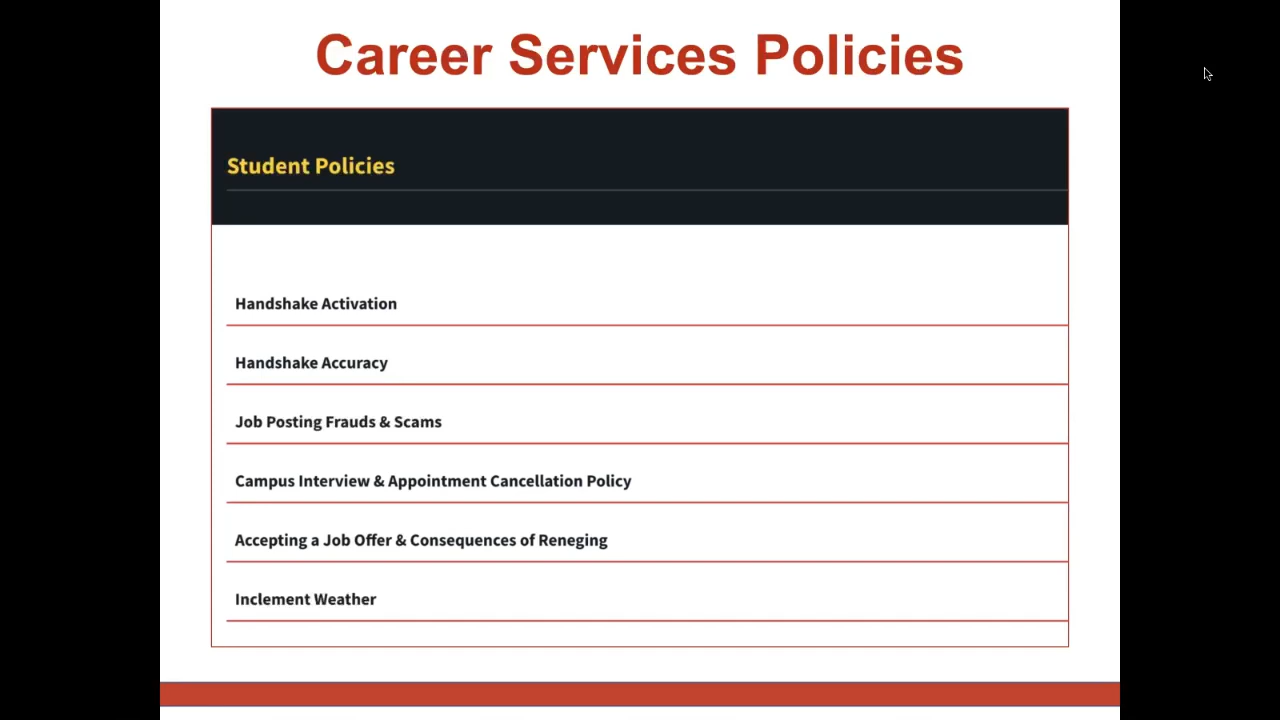 Career Services Policies
Student Policies
Handshake Activation
Handshake Accuracy
Job Posting Frauds & Scams
Campus Interview & Appointment Cancellation Policy
Accepting a Job Offer & Consequences of Reneging
Inclement Weather